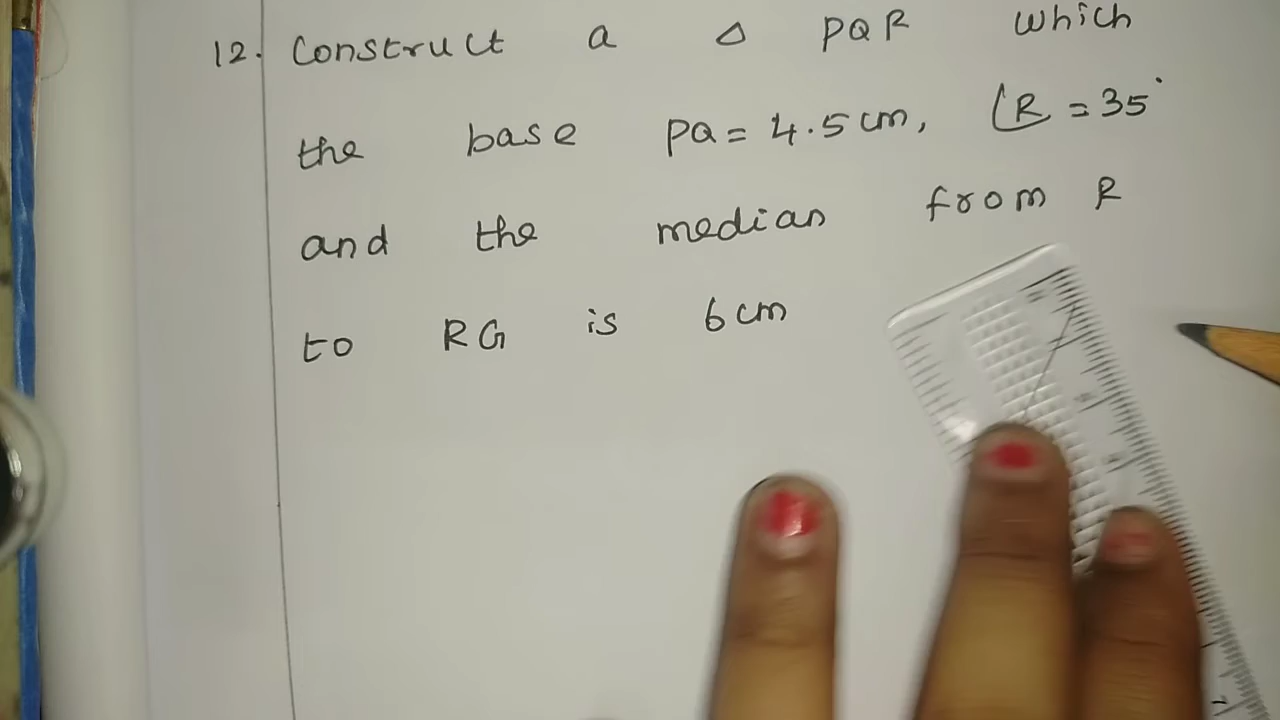 12. Construct a △ PQR which
the base PQ = 4.5 cm, ∠R = 35°
and the median from R
to RG is 6 cm